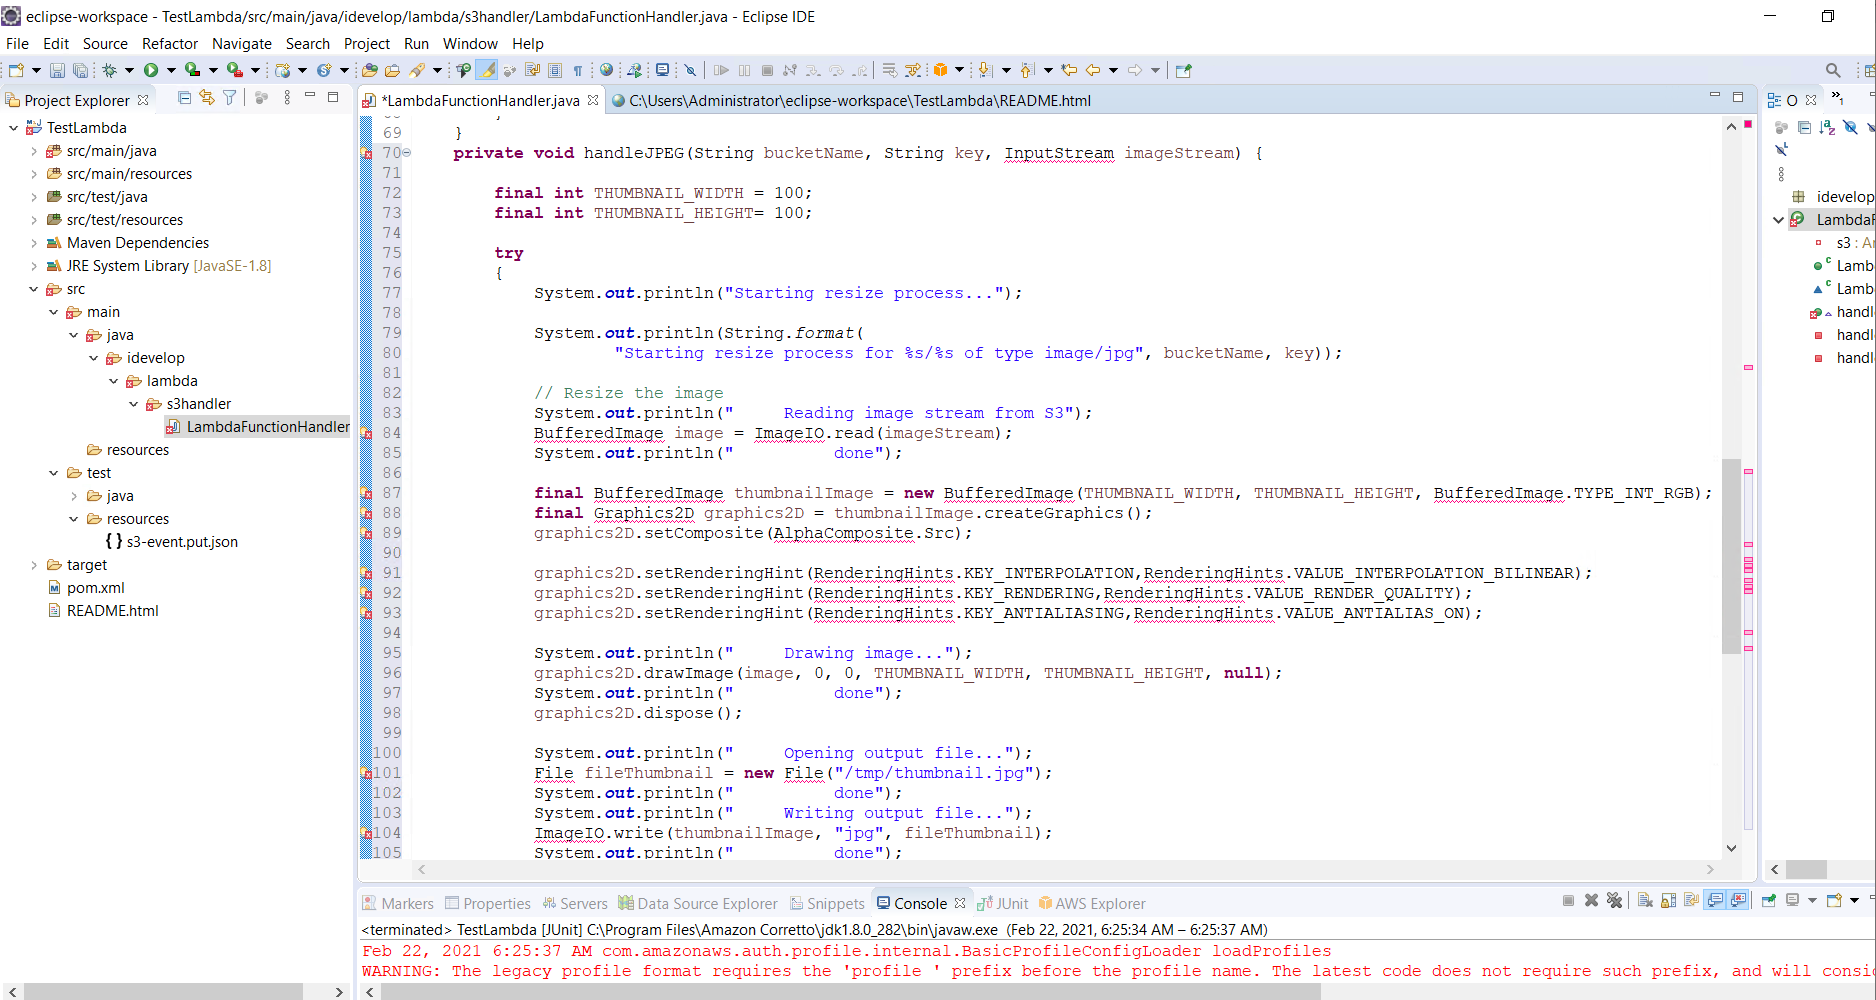 eclipse-workspace - TestLambda/src/main/java/idevelop/lambda/s3handler/LambdaFunctionHandler.java - Eclipse IDE
File Edit Source Refactor Navigate Search Project Run Window Help
Project Explorer
*LambdaFunctionHandler.java
C:\Users\Administrator\eclipse-workspace\TestLambda\README.html
O
»1
TestLambda
src/main/java
src/main/resources
src/test/java
src/test/resources
Maven Dependencies
JRE System Library [JavaSE-1.8]
src
main
java
idevelop
lambda
s3handler
LambdaFunctionHandler
resources
test
java
resources
s3-event.put.json
target
pom.xml
README.html
68 }
69 }
70 private void handleJPEG(String bucketName, String key, InputStream imageStream) {
71
72 final int THUMBNAIL_WIDTH = 100;
73 final int THUMBNAIL_HEIGHT= 100;
74
75 try
76 {
77 System.out.println("Starting resize process...");
78
79 System.out.println(String.format(
80 "Starting resize process for %s/%s of type image/jpg", bucketName, key));
81
82 // Resize the image
83 System.out.println("     Reading image stream from S3");
84 BufferedImage image = ImageIO.read(imageStream);
85 System.out.println("          done");
86
87 final BufferedImage thumbnailImage = new BufferedImage(THUMBNAIL_WIDTH, THUMBNAIL_HEIGHT, BufferedImage.TYPE_INT_RGB);
88 final Graphics2D graphics2D = thumbnailImage.createGraphics();
89 graphics2D.setComposite(AlphaComposite.Src);
90
91 graphics2D.setRenderingHint(RenderingHints.KEY_INTERPOLATION,RenderingHints.VALUE_INTERPOLATION_BILINEAR);
92 graphics2D.setRenderingHint(RenderingHints.KEY_RENDERING,RenderingHints.VALUE_RENDER_QUALITY);
93 graphics2D.setRenderingHint(RenderingHints.KEY_ANTIALIASING,RenderingHints.VALUE_ANTIALIAS_ON);
94
95 System.out.println("     Drawing image...");
96 graphics2D.drawImage(image, 0, 0, THUMBNAIL_WIDTH, THUMBNAIL_HEIGHT, null);
97 System.out.println("          done");
98 graphics2D.dispose();
99
100 System.out.println("     Opening output file...");
101 File fileThumbnail = new File("/tmp/thumbnail.jpg");
102 System.out.println("          done");
103 System.out.println("     Writing output file...");
104 ImageIO.write(thumbnailImage, "jpg", fileThumbnail);
105 System.out.println("          done");
idevelop
LambdaF
s3 : A
Lamb
Lamb
handl
handl
handl
Markers Properties Servers Data Source Explorer Snippets Console JUnit AWS Explorer
<terminated> TestLambda [JUnit] C:\Program Files\Amazon Corretto\jdk1.8.0_282\bin\javaw.exe (Feb 22, 2021, 6:25:34 AM – 6:25:37 AM)
Feb 22, 2021 6:25:37 AM com.amazonaws.auth.profile.internal.BasicProfileConfigLoader loadProfiles
WARNING: The legacy profile format requires the 'profile ' prefix before the profile name. The latest code does not require such prefix, and will consi